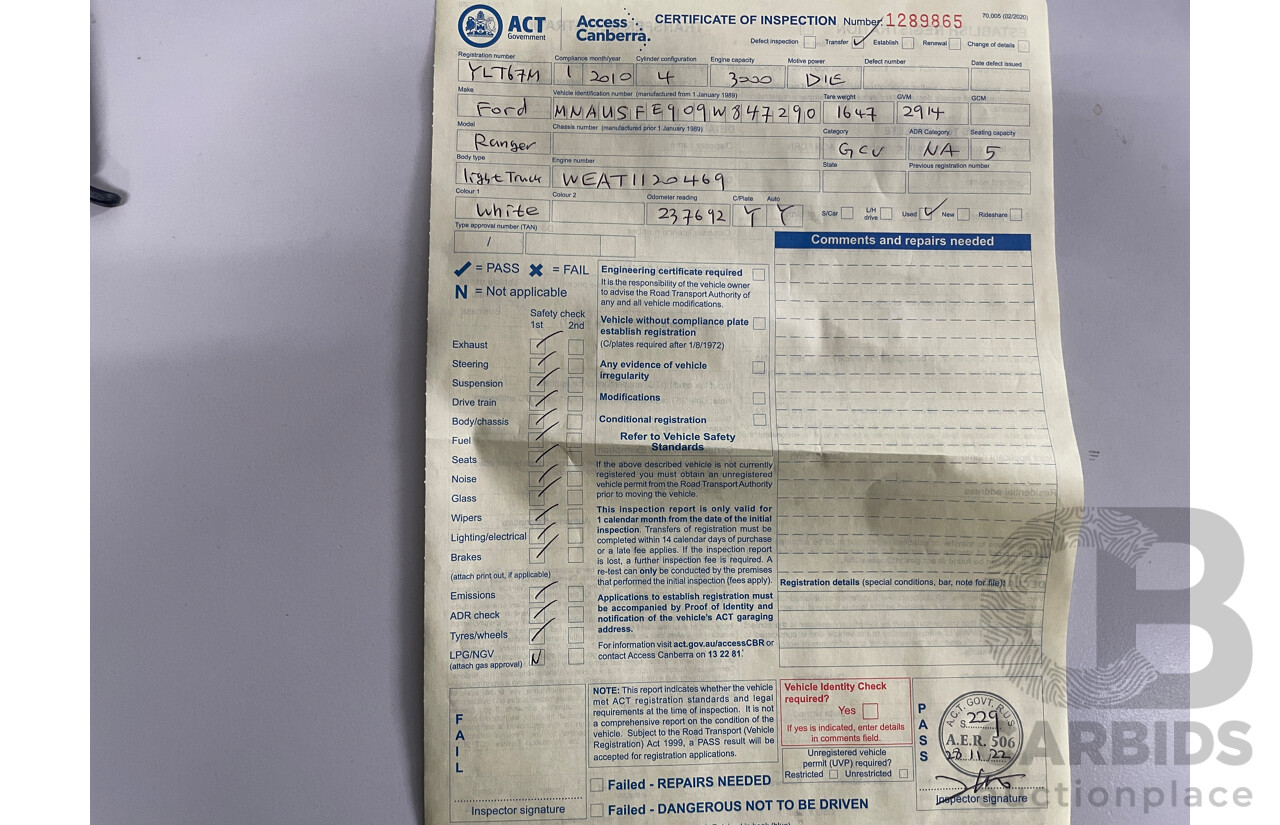 ACT Government
Access Canberra.
CERTIFICATE OF INSPECTION Number: 1289865
70.005 (02/2020)
Defect inspection Transfer Establish Renewal Change of details
Registration number Compliance month/year Cylinder configuration Engine capacity Motive power Defect number Date defect issued
YLT67M 1 2010 4 3000 DIE
Make Vehicle identification number (manufactured from 1 January 1989) Tare weight GVM GCM
Ford MNAUSFE909W847290 1647 2914
Model Chassis number (manufactured prior 1 January 1989) Category ADR Category Seating capacity
Ranger GCV NA 5
Body type Engine number State Previous registration number
light Truck WEAT1120469
Colour 1 Colour 2 Odometer reading C/Plate Auto
White 237692 Y Y S/Car L/H drive Used New Rideshare
Type approval number (TAN)
/
Comments and repairs needed
= PASS = FAIL
N = Not applicable
Safety check
1st 2nd
Exhaust
Steering
Suspension
Drive train
Body/chassis
Fuel
Seats
Noise
Glass
Wipers
Lighting/electrical
Brakes
(attach print out, if applicable)
Emissions
ADR check
Tyres/wheels
LPG/NGV N
(attach gas approval)
Engineering certificate required
It is the responsibility of the vehicle owner
to advise the Road Transport Authority of
any and all vehicle modifications.
Vehicle without compliance plate
establish registration
(C/plates required after 1/8/1972)
Any evidence of vehicle
irregularity
Modifications
Conditional registration
Refer to Vehicle Safety
Standards
If the above described vehicle is not currently
registered you must obtain an unregistered
vehicle permit from the Road Transport Authority
prior to moving the vehicle.
This inspection report is only valid for
1 calendar month from the date of the initial
inspection. Transfers of registration must be
completed within 14 calendar days of purchase
or a late fee applies. If the inspection report
is lost, a further inspection fee is required. A
re-test can only be conducted by the premises
that performed the initial inspection (fees apply).
Applications to establish registration must
be accompanied by Proof of Identity and
notification of the vehicle's ACT garaging
address.
For information visit act.gov.au/accessCBR or
contact Access Canberra on 13 22 81.
Registration details (special conditions, bar, note for file):
FAIL
Inspector signature
NOTE: This report indicates whether the vehicle
met ACT registration standards and legal
requirements at the time of inspection. It is not
a comprehensive report on the condition of the
vehicle. Subject to the Road Transport (Vehicle
Registration) Act 1999, a PASS result will be
accepted for registration applications.
Failed - REPAIRS NEEDED
Failed - DANGEROUS NOT TO BE DRIVEN
Vehicle Identity Check
required?
Yes
If yes is indicated, enter details
in comments field.
Unregistered vehicle
permit (UVP) required?
Restricted Unrestricted
PASS
A.C.T. GOVT. R.U.S
S. 229
A.E.R. 506
28 11 22
Inspector signature
B
BARBIDS
auctionplace